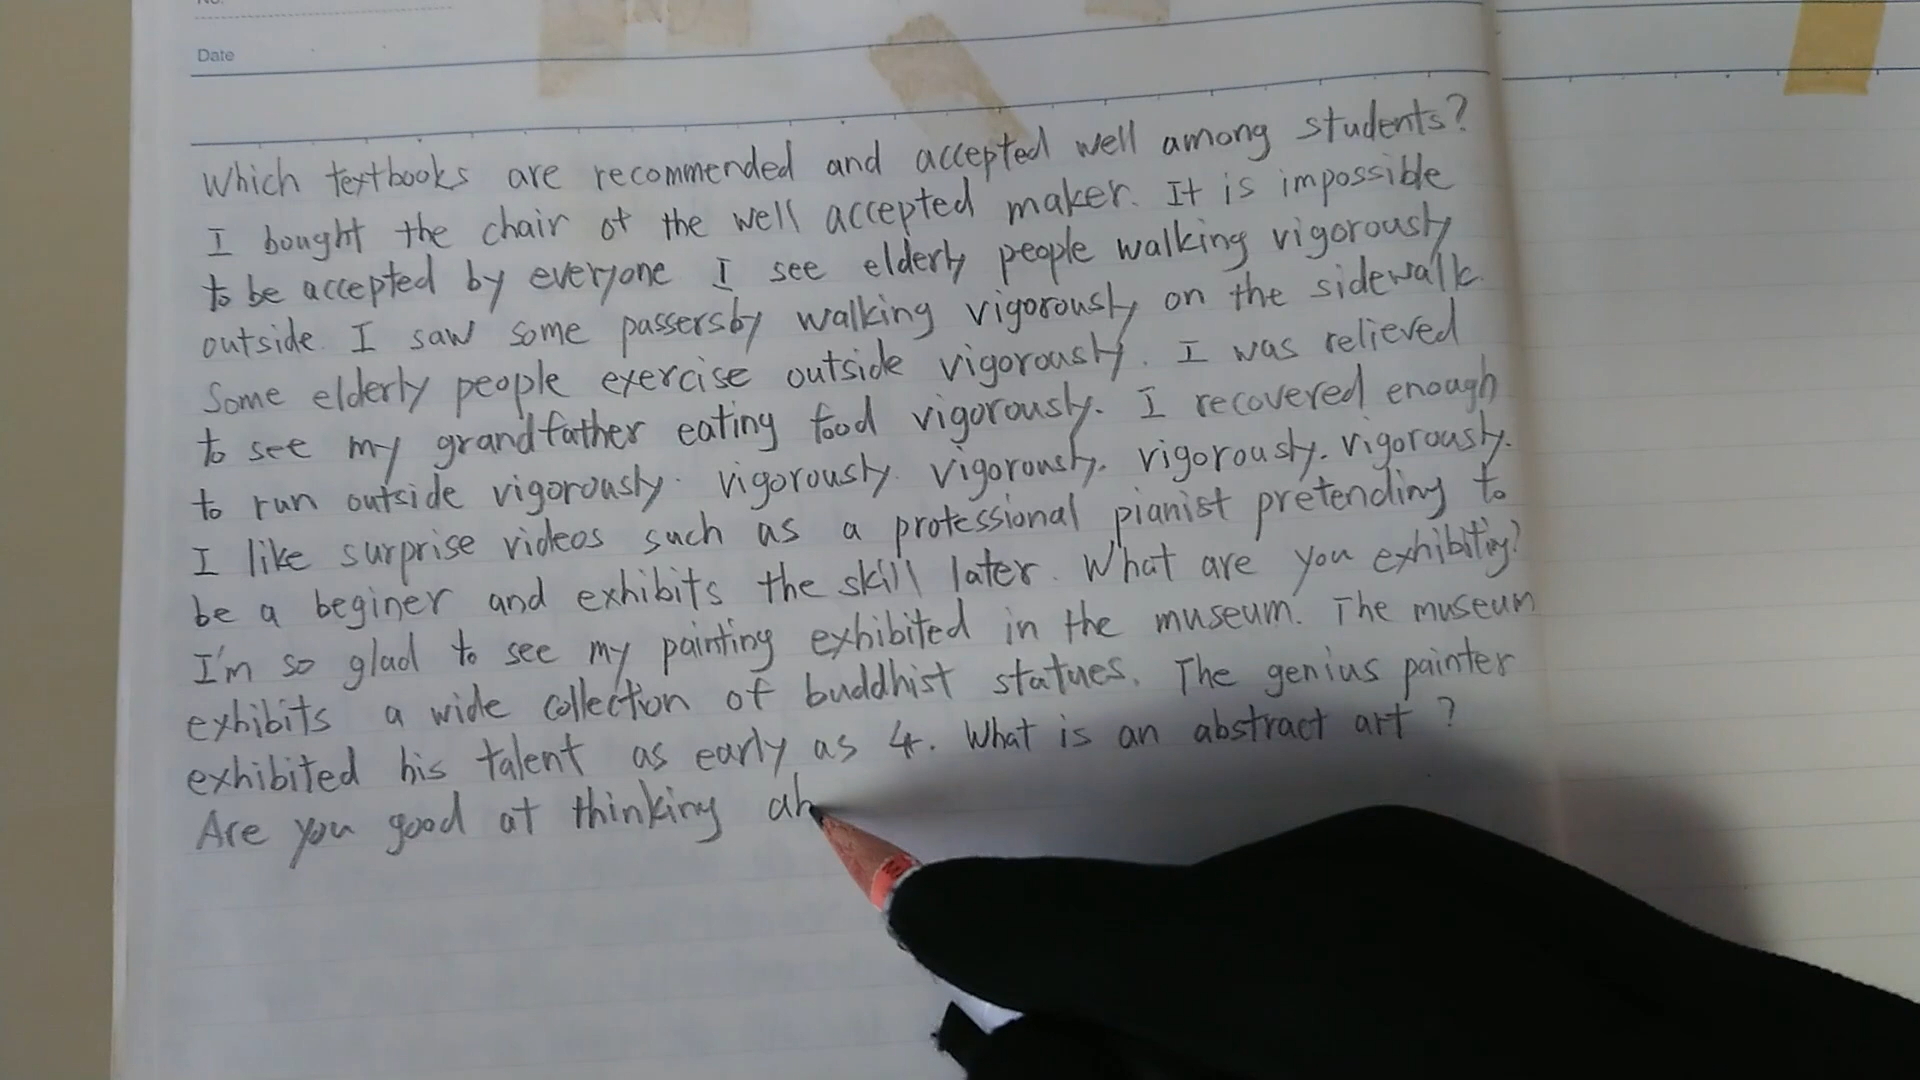 Date
Which textbooks are recommended and accepted well among students?
I bought the chair of the well accepted maker. It is impossible
to be accepted by everyone I see elderly people walking vigorously
outside. I saw some passersby walking vigorously on the sidewalk.
Some elderly people exercise outside vigorously. I was relieved
to see my grandfather eating food vigorously. I recovered enough
to run outside vigorously. vigorously. vigorously. vigorously. vigorously.
I like surprise videos such as a professional pianist pretending to
be a beginer and exhibits the skill later. What are you exhibiting?
I'm so glad to see my painting exhibited in the museum. The museum
exhibits a wide collection of buddhist statues. The genius painter
exhibited his talent as early as 4. What is an abstract art?
Are you good at thinking ab